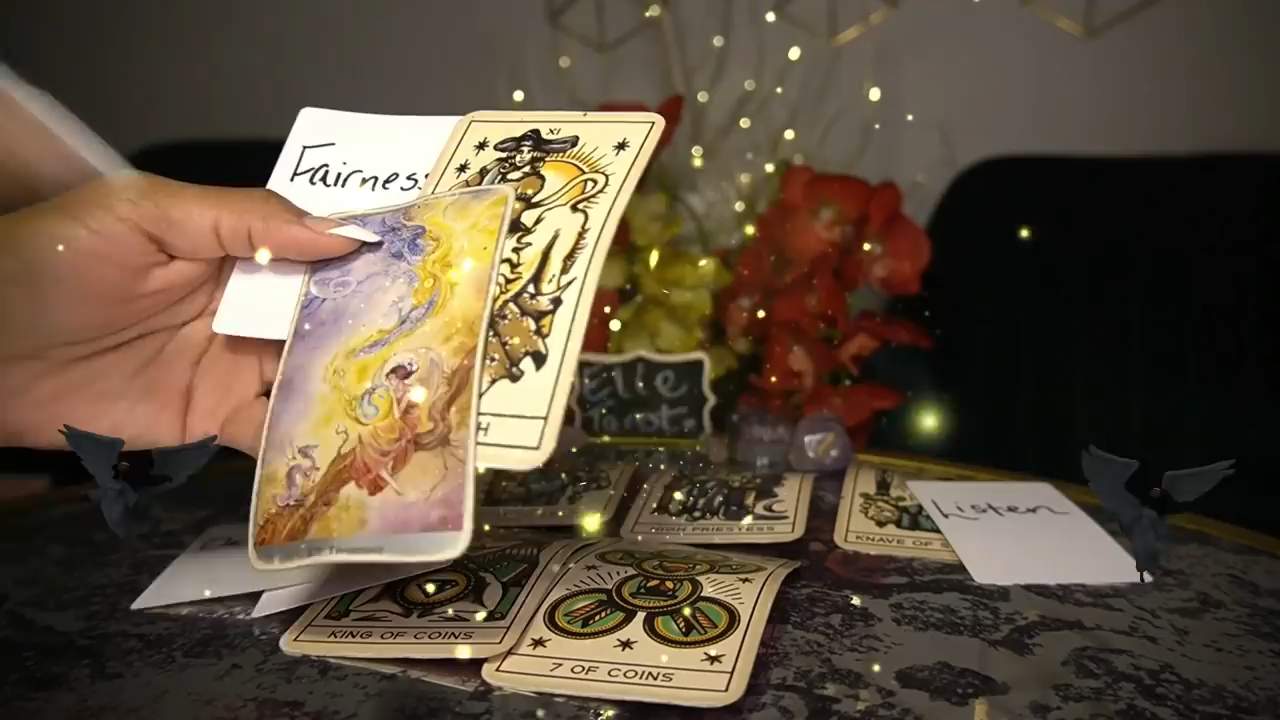 Fairness
XI
H
Elle
Tarot.
HIGH PRIESTESS
KNAVE OF S
Listen
KING OF COINS
7 OF COINS